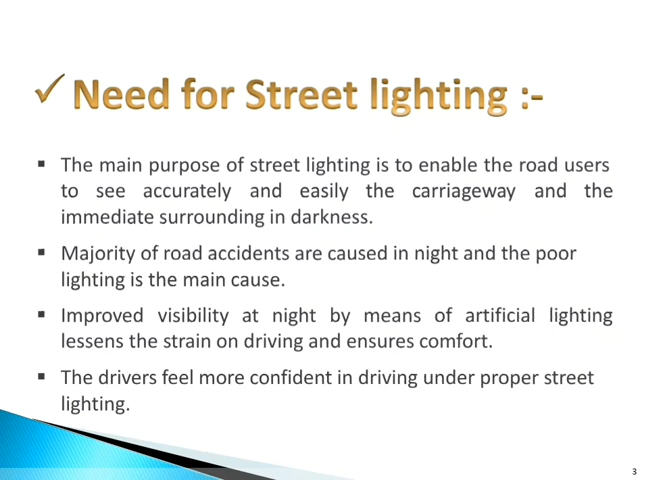 ✓ Need for Street lighting :-
▪ The main purpose of street lighting is to enable the road users
to see accurately and easily the carriageway and the
immediate surrounding in darkness.
▪ Majority of road accidents are caused in night and the poor
lighting is the main cause.
▪ Improved visibility at night by means of artificial lighting
lessens the strain on driving and ensures comfort.
▪ The drivers feel more confident in driving under proper street
lighting.
3